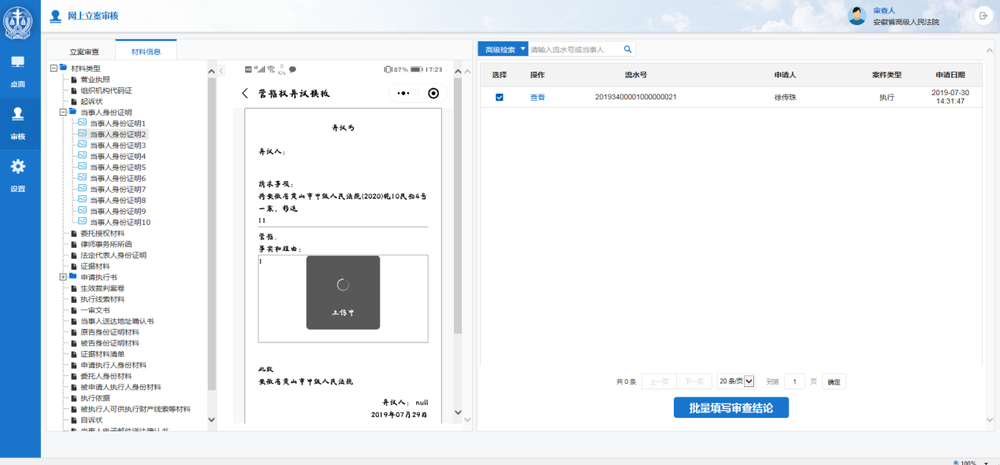 网上立案审核
审查人
安徽省高级人民法院
桌面
审核
设置
立案审查
材料信息
材料类型
营业执照
组织机构代码证
起诉状
当事人身份证明
当事人身份证明1
当事人身份证明2
当事人身份证明3
当事人身份证明4
当事人身份证明5
当事人身份证明6
当事人身份证明7
当事人身份证明8
当事人身份证明9
当事人身份证明10
委托授权材料
律师事务所所函
法定代表人身份证明
证据材料
申请执行书
生效裁判案卷
执行线索材料
一审文书
当事人送达地址确认书
原告身份证明材料
被告身份证明材料
证据材料清单
申请执行人身份材料
委托人身份材料
被申请人执行人身份材料
执行依据
被执行人可供执行财产线索等材料
自诉状
当事人电子邮件送达确认书
HD 46 0 K/s 87% 17:23
管辖权异议模板
异议书
异议人：
请求事项：
将安徽省黄山市中级人民法院(2020)皖10民初4号
一案，移送
11
管辖。
事实和理由：
1
上传中
此致
安徽省黄山市中级人民法院
异议人： null
2019年07月29日
高级检索 请输入流水号或当事人
选择 操作 流水号 申请人 案件类型 申请日期
查看 20193400001000000021 徐传珠 执行 2019-07-30
14:31:47
共 0 条 上一页 下一页 20 条/页 到第 1 页 确定
批量填写审查结论
100%